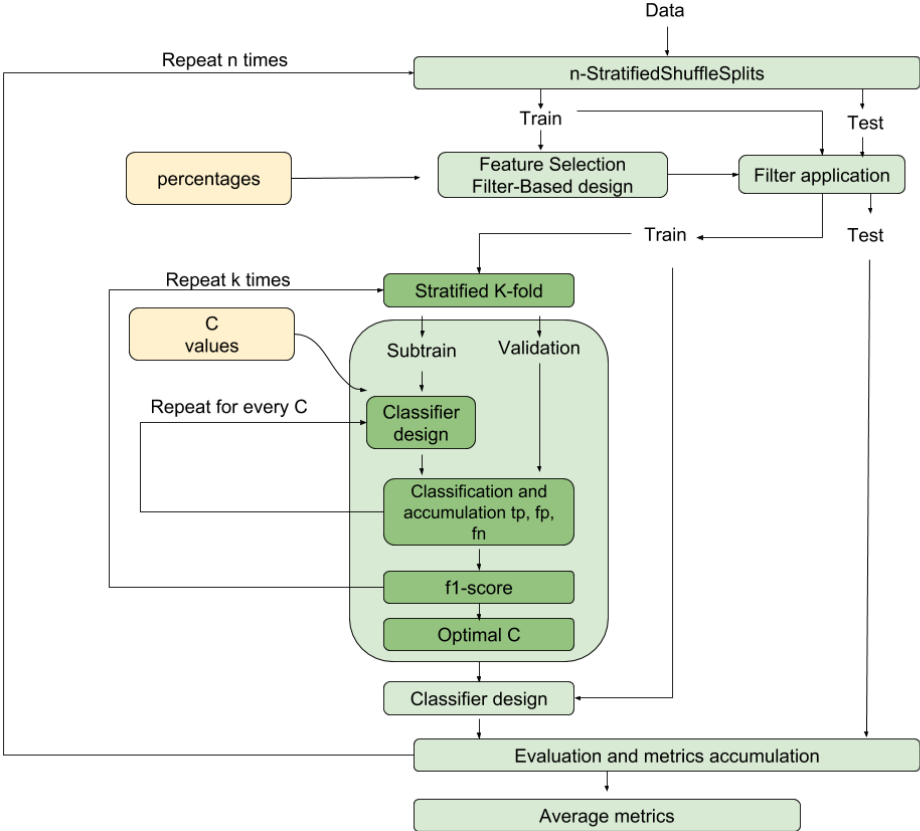 Data
Repeat n times
n-StratifiedShuffleSplits
Train
Test
percentages
Feature Selection
Filter-Based design
Filter application
Train
Test
Repeat k times
Stratified K-fold
C
values
Subtrain
Validation
Repeat for every C
Classifier
design
Classification and
accumulation tp, fp,
fn
f1-score
Optimal C
Classifier design
Evaluation and metrics accumulation
Average metrics